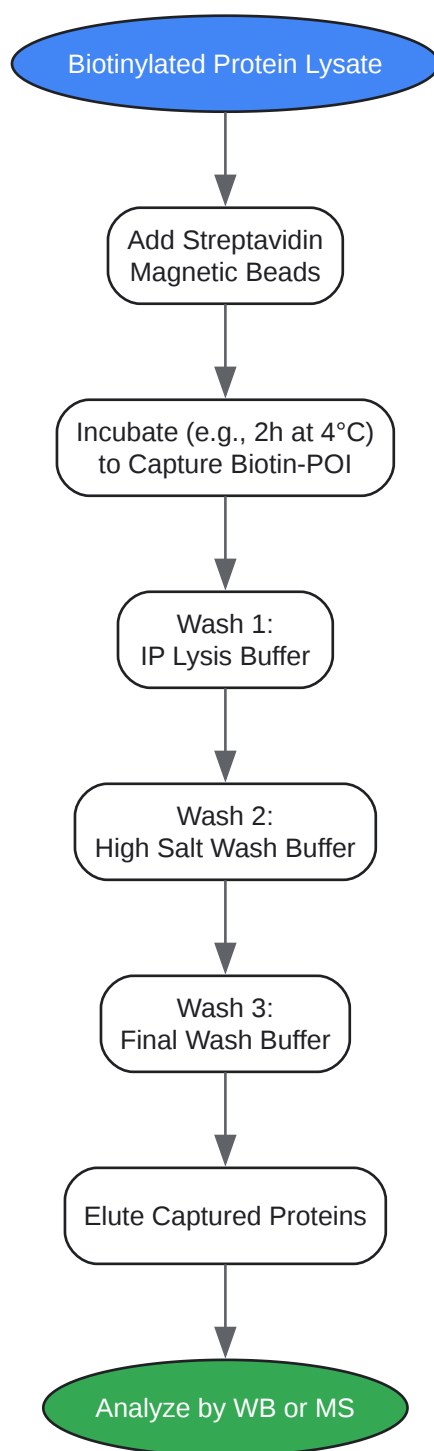 Biotinylated Protein Lysate
Add Streptavidin
Magnetic Beads
Incubate (e.g., 2h at 4°C)
to Capture Biotin-POI
Wash 1:
IP Lysis Buffer
Wash 2:
High Salt Wash Buffer
Wash 3:
Final Wash Buffer
Elute Captured Proteins
Analyze by WB or MS